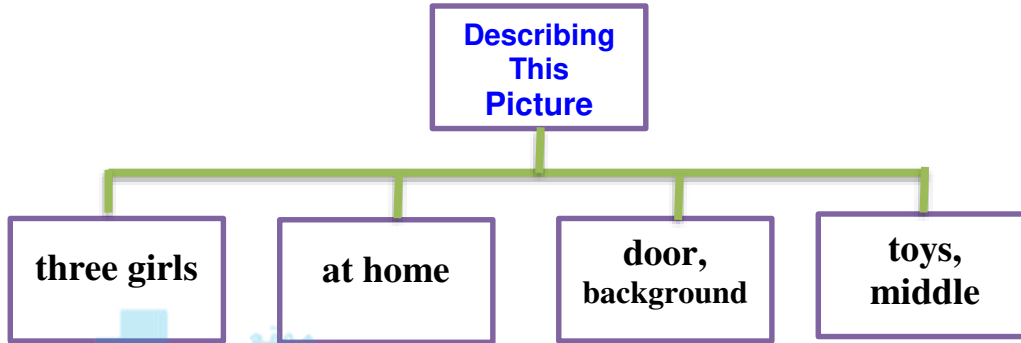 Describing
This
Picture
three girls
at home
door,
background
toys,
middle